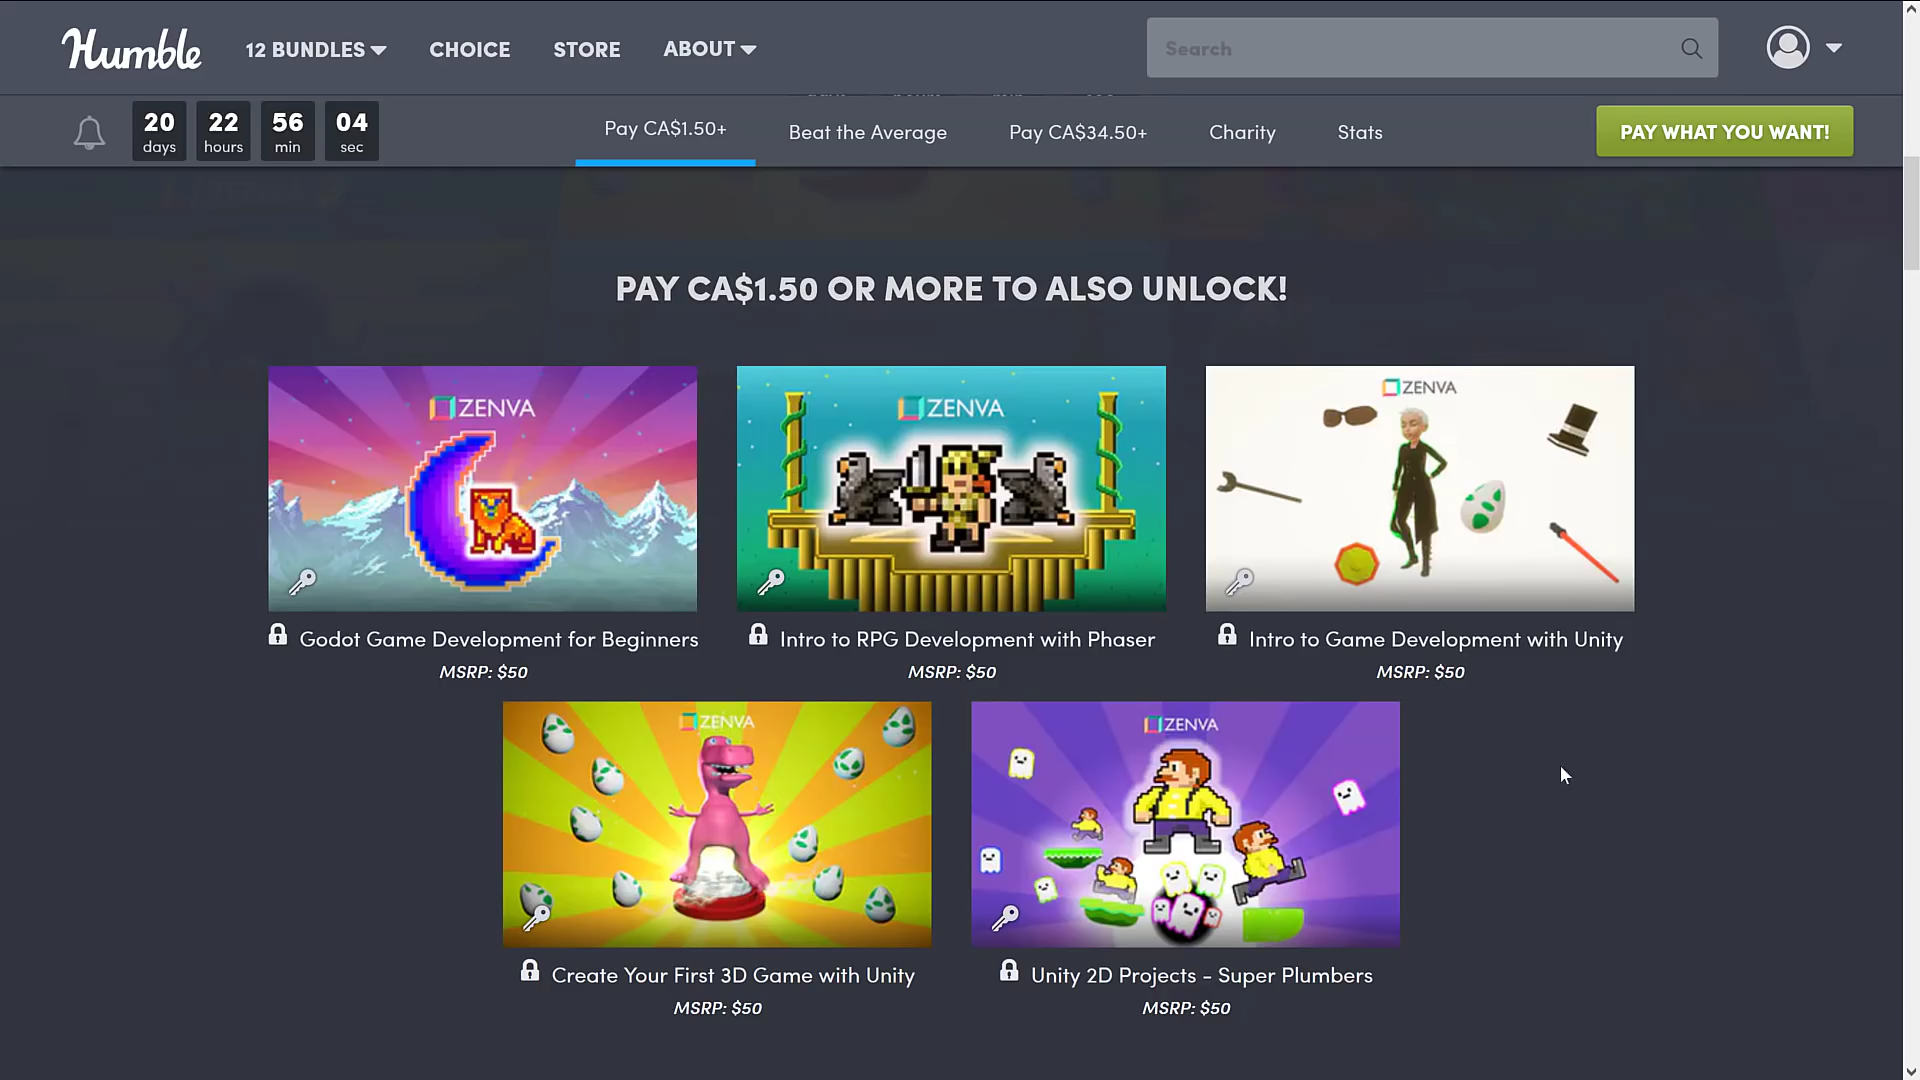 Humble
12 BUNDLES
CHOICE
STORE
ABOUT
Search
20 days
22 hours
56 min
04 sec
Pay CA$1.50+
Beat the Average
Pay CA$34.50+
Charity
Stats
PAY WHAT YOU WANT!
PAY CA$1.50 OR MORE TO ALSO UNLOCK!
ZENVA
ZENVA
ZENVA
Godot Game Development for Beginners
MSRP: $50
Intro to RPG Development with Phaser
MSRP: $50
Intro to Game Development with Unity
MSRP: $50
ZENVA
ZENVA
Create Your First 3D Game with Unity
MSRP: $50
Unity 2D Projects - Super Plumbers
MSRP: $50